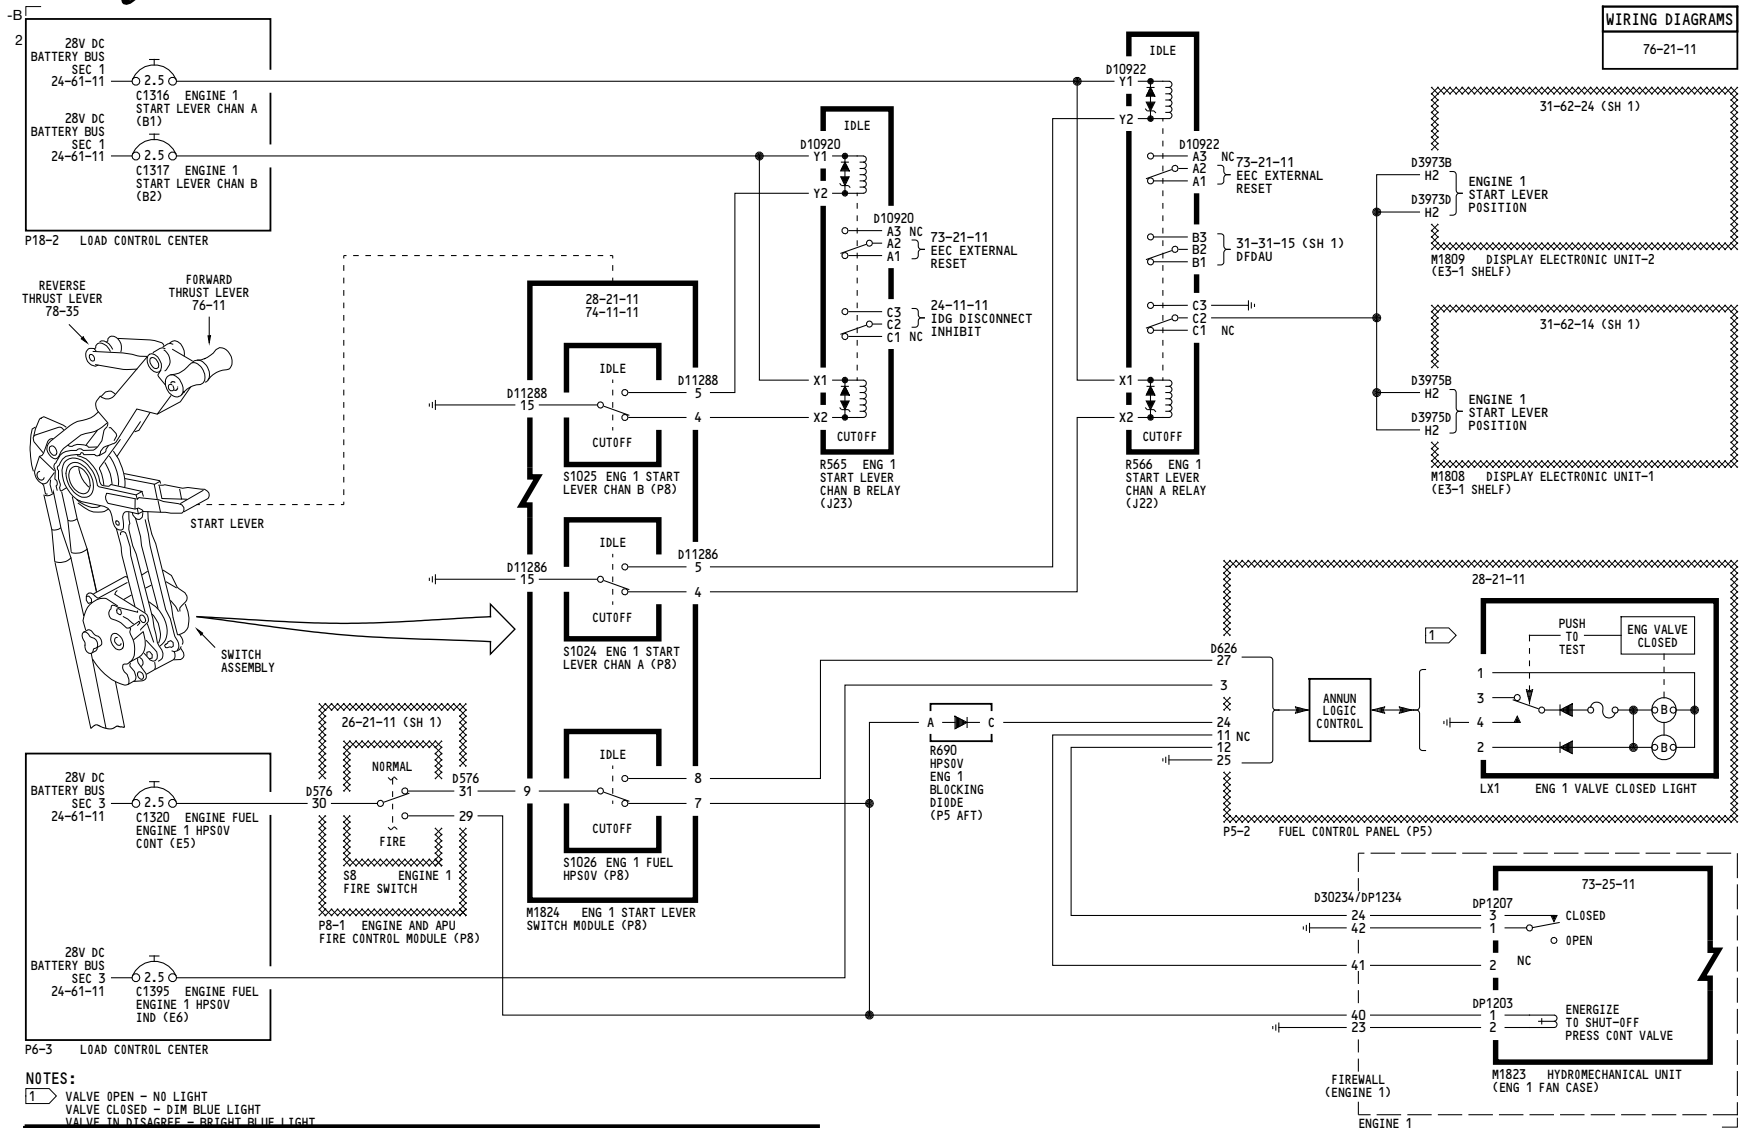 -B
2
WIRING DIAGRAMS
76-21-11
28V DC
BATTERY BUS
SEC 1
24-61-11
2.5
C1316 ENGINE 1
START LEVER CHAN A
(B1)
28V DC
BATTERY BUS
SEC 1
24-61-11
2.5
C1317 ENGINE 1
START LEVER CHAN B
(B2)
P18-2 LOAD CONTROL CENTER
REVERSE
THRUST LEVER
78-35
FORWARD
THRUST LEVER
76-11
START LEVER
SWITCH
ASSEMBLY
28-21-11
74-11-11
IDLE
D11288
15
D11288
5
4
CUTOFF
S1025 ENG 1 START
LEVER CHAN B (P8)
IDLE
D11286
15
D11286
5
4
CUTOFF
S1024 ENG 1 START
LEVER CHAN A (P8)
IDLE
9
8
7
CUTOFF
S1026 ENG 1 FUEL
HPSOV (P8)
M1824 ENG 1 START LEVER
SWITCH MODULE (P8)
IDLE
D10920
Y1
Y2
D10920
A3 NC
A2
A1
73-21-11
EEC EXTERNAL
RESET
C3
C2
C1 NC
24-11-11
IDG DISCONNECT
INHIBIT
X1
X2
CUTOFF
R565 ENG 1
START LEVER
CHAN B RELAY
(J23)
IDLE
D10922
Y1
Y2
D10922
A3 NC
A2
A1
73-21-11
EEC EXTERNAL
RESET
B3
B2
B1
31-31-15 (SH 1)
DFDAU
C3
C2
C1 NC
X1
X2
CUTOFF
R566 ENG 1
START LEVER
CHAN A RELAY
(J22)
31-62-24 (SH 1)
D3973B
H2
D3973D
H2
ENGINE 1
START LEVER
POSITION
M1809 DISPLAY ELECTRONIC UNIT-2
(E3-1 SHELF)
31-62-14 (SH 1)
D3975B
H2
D3975D
H2
ENGINE 1
START LEVER
POSITION
M1808 DISPLAY ELECTRONIC UNIT-1
(E3-1 SHELF)
28-21-11
D626
27
3
24
11 NC
12
25
ANNUN
LOGIC
CONTROL
1
PUSH
TO
TEST
ENG VALVE
CLOSED
1
3
4
2
B
B
LX1 ENG 1 VALVE CLOSED LIGHT
P5-2 FUEL CONTROL PANEL (P5)
A
C
R690
HPSOV
ENG 1
BLOCKING
DIODE
(P5 AFT)
28V DC
BATTERY BUS
SEC 3
24-61-11
2.5
C1320 ENGINE FUEL
ENGINE 1 HPSOV
CONT (E5)
28V DC
BATTERY BUS
SEC 3
24-61-11
2.5
C1395 ENGINE FUEL
ENGINE 1 HPSOV
IND (E6)
P6-3 LOAD CONTROL CENTER
26-21-11 (SH 1)
NORMAL
D576
30
D576
31
29
FIRE
S8 ENGINE 1
FIRE SWITCH
P8-1 ENGINE AND APU
FIRE CONTROL MODULE (P8)
73-25-11
D30234/DP1234
24
42
41
40
23
DP1207
3
1
2
CLOSED
OPEN
NC
DP1203
1
2
ENERGIZE
TO SHUT-OFF
PRESS CONT VALVE
M1823 HYDROMECHANICAL UNIT
(ENG 1 FAN CASE)
FIREWALL
(ENGINE 1)
ENGINE 1
NOTES:
1 VALVE OPEN - NO LIGHT
VALVE CLOSED - DIM BLUE LIGHT
VALVE IN DISAGREE - BRIGHT BLUE LIGHT